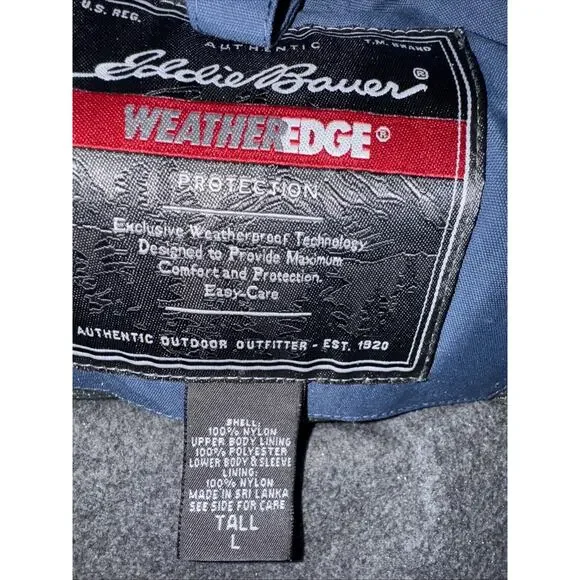 U.S. REG.
AUTHENTIC
T.M. BRAND
Eddie Bauer®
WEATHEREDGE®
PROTECTION
Exclusive Weatherproof Technology
Designed to Provide Maximum
Comfort and Protection.
Easy-Care
AUTHENTIC OUTDOOR OUTFITTER - EST. 1920
SHELL:
100% NYLON
UPPER BODY LINING
100% POLYESTER
LOWER BODY & SLEEVE
LINING:
100% NYLON
MADE IN SRI LANKA
SEE SIDE FOR CARE
TALL
L